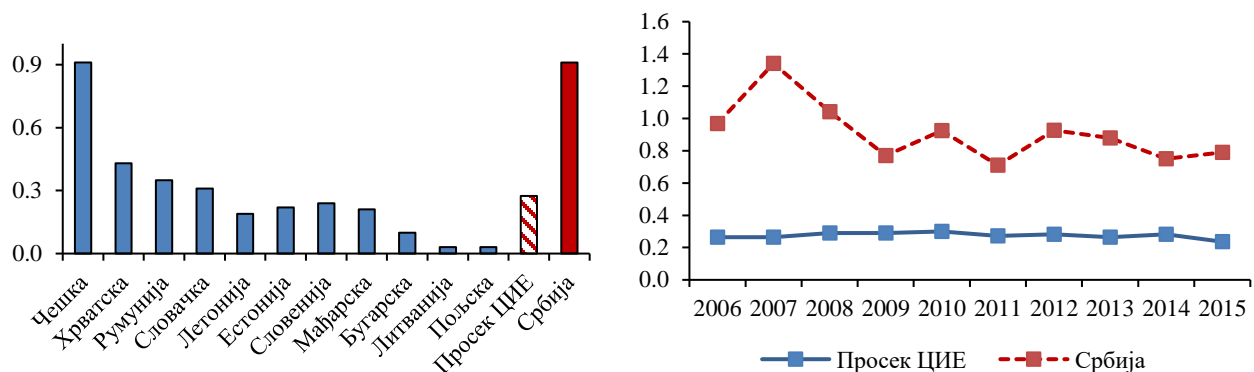 0.9
0.6
0.3
0.0
Чешка
Хрватска
Румунија
Словачка
Летонија
Естонија
Словенија
Мађарска
Бугарска
Литванија
Пољска
Просек ЦИЕ
Србија
1.6
1.4
1.2
1.0
0.8
0.6
0.4
0.2
0.0
2006 2007 2008 2009 2010 2011 2012 2013 2014 2015
Просек ЦИЕ Србија